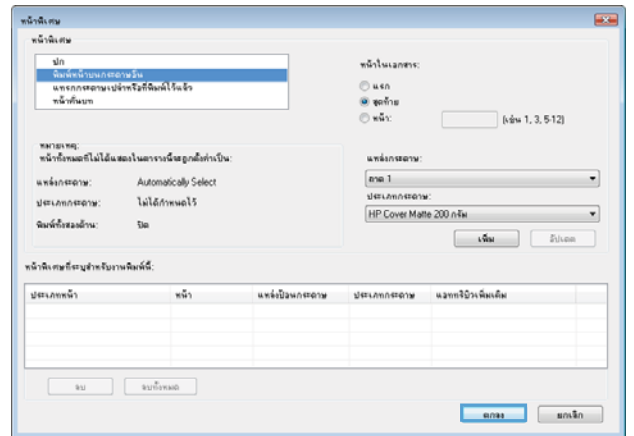 หน้าพิเศษ
หน้าพิเศษ
ปก
พิมพ์หน้าบนกระดาษอื่น
แทรกกระดาษเปล่าหรือที่พิมพ์ไว้แล้ว
หน้าคั่นบท
หน้าในเอกสาร:
แรก
สุดท้าย
หน้า:
(เช่น 1, 3, 5-12)
หมายเหตุ:
หน้าทั้งหมดที่ไม่ได้แสดงในตารางนี้จะถูกตั้งค่าเป็น:
แหล่งกระดาษ: Automatically Select
ประเภทกระดาษ: ไม่ได้กำหนดไว้
พิมพ์ทั้งสองด้าน: ปิด
แหล่งกระดาษ:
ถาด 1
ประเภทกระดาษ:
HP Cover Matte 200 กรัม
เพิ่ม อัปเดต
หน้าพิเศษที่ระบุสำหรับงานพิมพ์นี้:
ประเภทหน้า หน้า แหล่งป้อนกระดาษ ประเภทกระดาษ แอททริบิวเพิ่มเติม
ลบ ลบทั้งหมด
ตกลง ยกเลิก